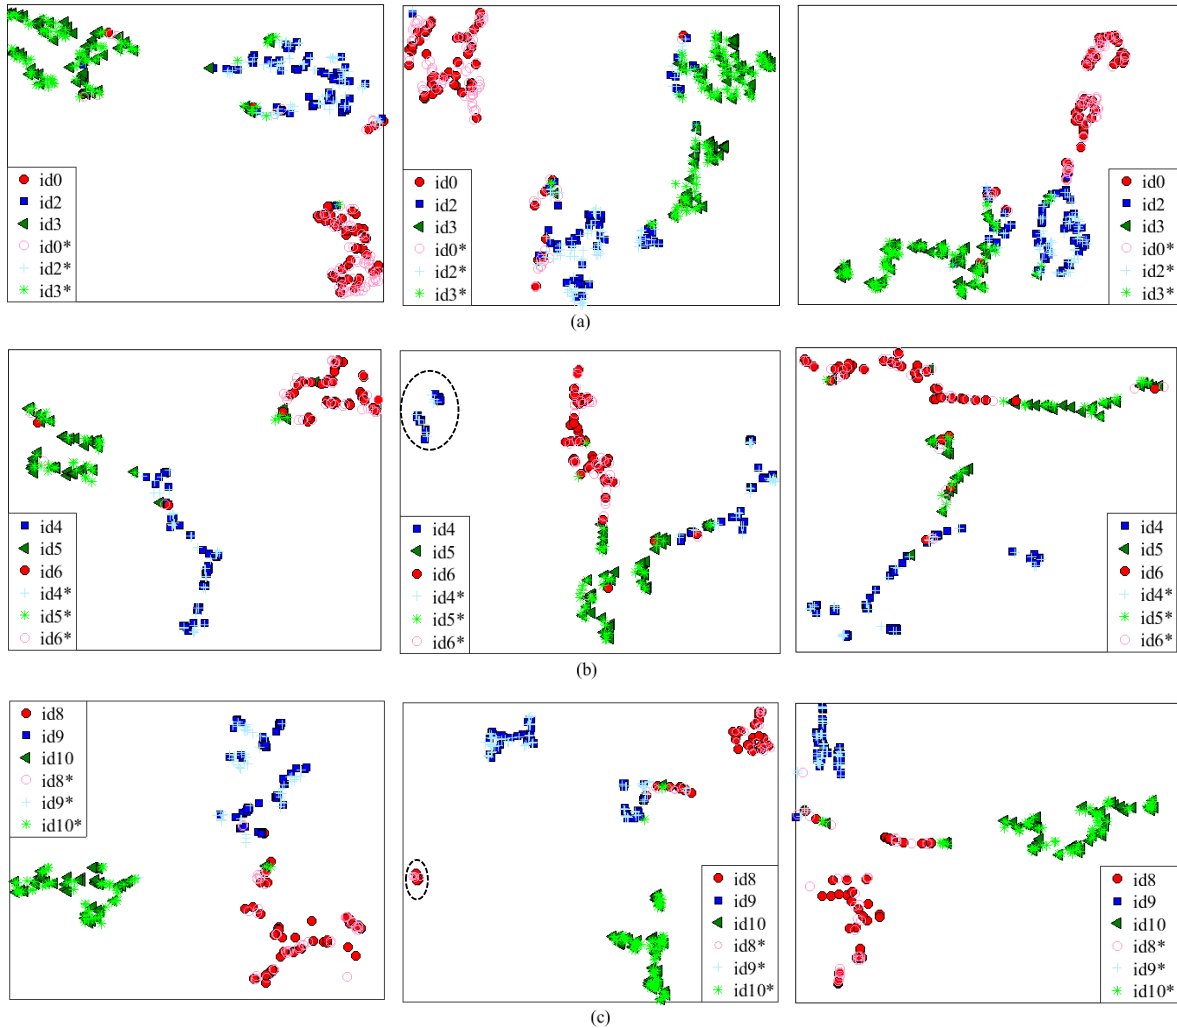 id0
id2
id3
id0*
id2*
id3*
id0
id2
id3
id0*
id2*
id3*
id0
id2
id3
id0*
id2*
id3*
(a)
id4
id5
id6
id4*
id5*
id6*
id4
id5
id6
id4*
id5*
id6*
id4
id5
id6
id4*
id5*
id6*
(b)
id8
id9
id10
id8*
id9*
id10*
id8
id9
id10
id8*
id9*
id10*
id8
id9
id10
id8*
id9*
id10*
(c)